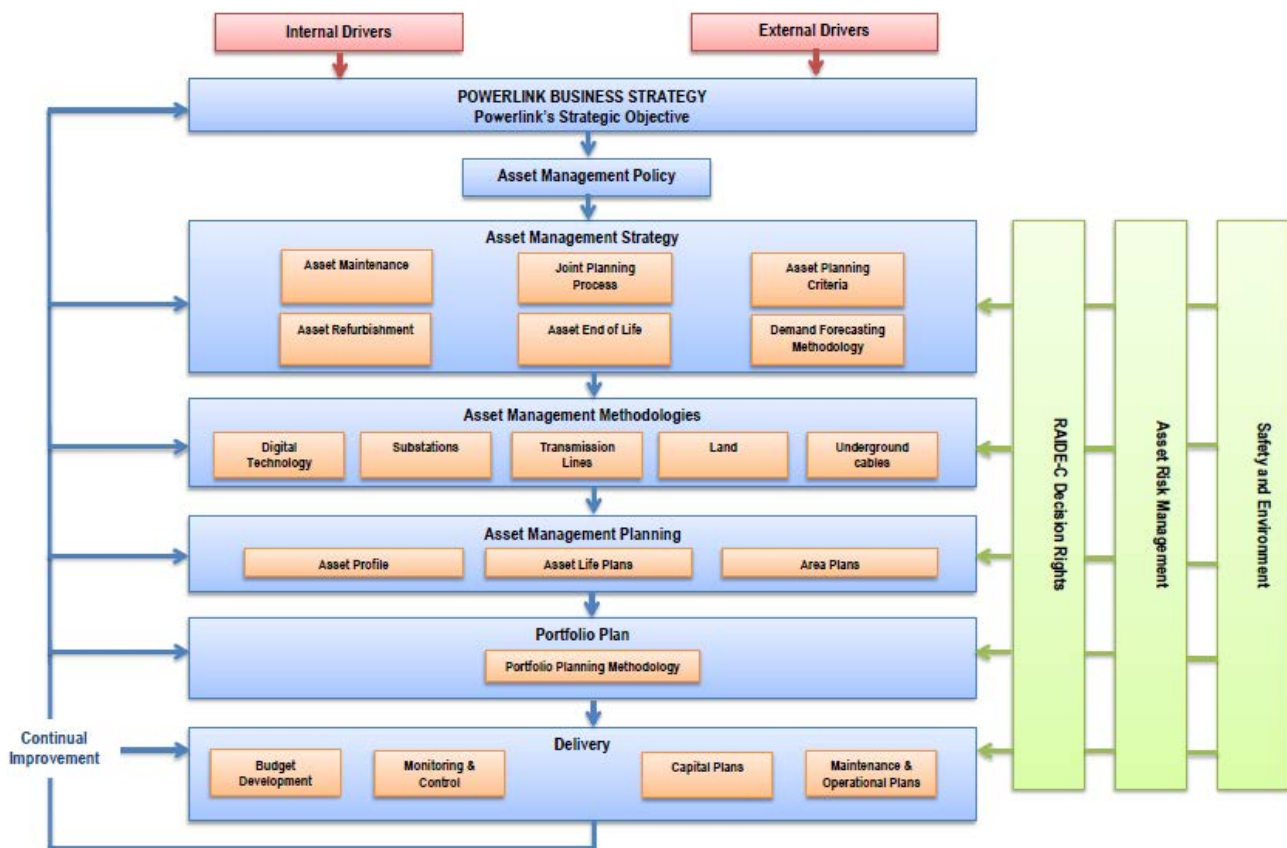 Internal Drivers
External Drivers
POWERLINK BUSINESS STRATEGY
Powerlink's Strategic Objective
Asset Management Policy
Asset Management Strategy
Asset Maintenance
Joint Planning
Process
Asset Planning
Criteria
Asset Refurbishment
Asset End of Life
Demand Forecasting
Methodology
Asset Management Methodologies
Digital
Technology
Substations
Transmission
Lines
Land
Underground
cables
Asset Management Planning
Asset Profile
Asset Life Plans
Area Plans
Portfolio Plan
Portfolio Planning Methodology
Delivery
Budget
Development
Monitoring &
Control
Capital Plans
Maintenance &
Operational Plans
Continual
Improvement
RAIDE-C Decision Rights
Asset Risk Management
Safety and Environment